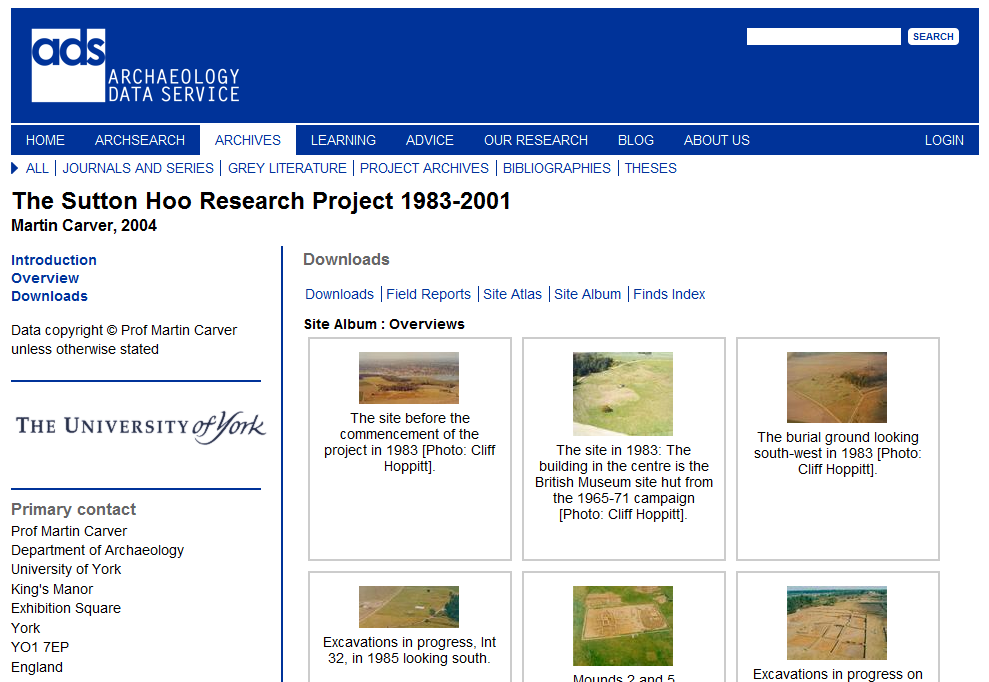 ads
ARCHAEOLOGY
DATA SERVICE
SEARCH
HOME ARCHSEARCH ARCHIVES LEARNING ADVICE OUR RESEARCH BLOG ABOUT US LOGIN
ALL | JOURNALS AND SERIES | GREY LITERATURE | PROJECT ARCHIVES | BIBLIOGRAPHIES | THESES
The Sutton Hoo Research Project 1983-2001
Martin Carver, 2004
Introduction
Overview
Downloads
Data copyright © Prof Martin Carver
unless otherwise stated
THE UNIVERSITY of York
Primary contact
Prof Martin Carver
Department of Archaeology
University of York
King's Manor
Exhibition Square
York
YO1 7EP
England
Downloads
Downloads | Field Reports | Site Atlas | Site Album | Finds Index
Site Album : Overviews
The site before the
commencement of the
project in 1983 [Photo: Cliff
Hoppitt].
The site in 1983: The
building in the centre is the
British Museum site hut from
the 1965-71 campaign
[Photo: Cliff Hoppitt].
The burial ground looking
south-west in 1983 [Photo:
Cliff Hoppitt].
Excavations in progress, Int
32, in 1985 looking south.
Mounds 2 and 5
Excavations in progress on